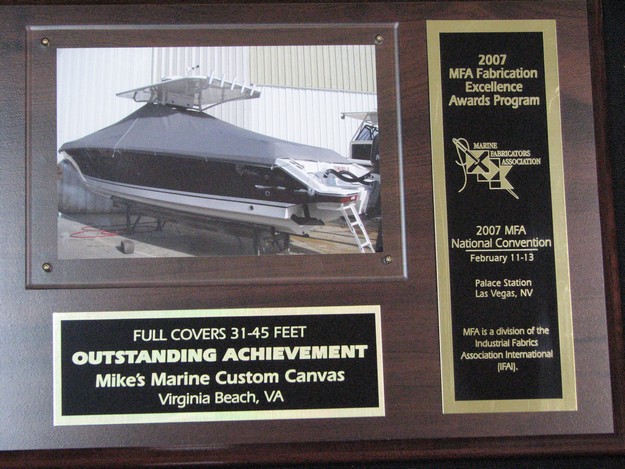 2007
MFA Fabrication
Excellence
Awards Program
MARINE
FABRICATORS
ASSOCIATION
2007 MFA
National Convention
February 11-13
Palace Station
Las Vegas, NV
MFA is a division of the
Industrial Fabrics
Association International
(IFAI).
FULL COVERS 31-45 FEET
OUTSTANDING ACHIEVEMENT
Mike's Marine Custom Canvas
Virginia Beach, VA